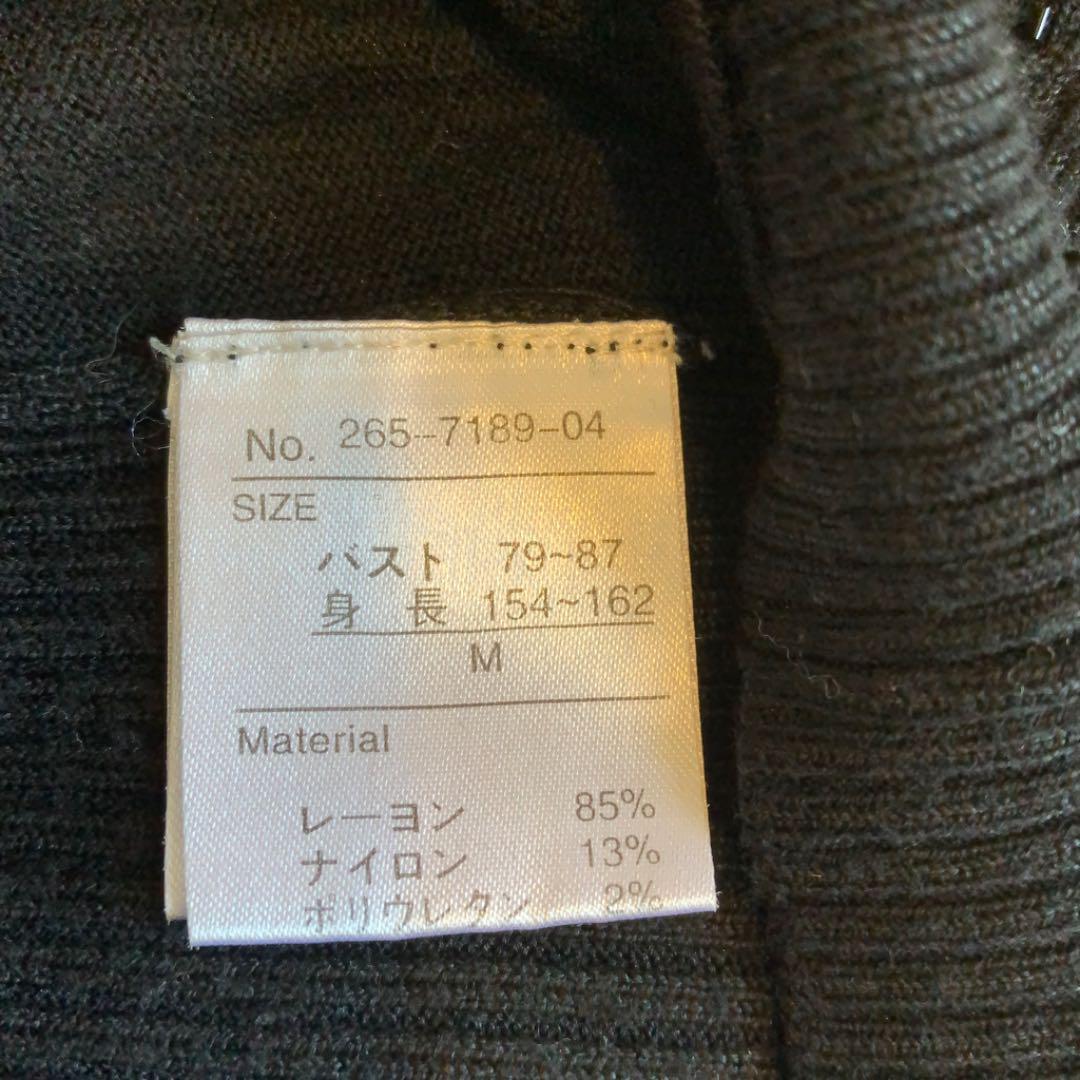 No. 265-7189-04
SIZE
バスト 79~87
身 長 154~162
M
Material
レーヨン 85%
ナイロン 13%
ポリウレタン 2%